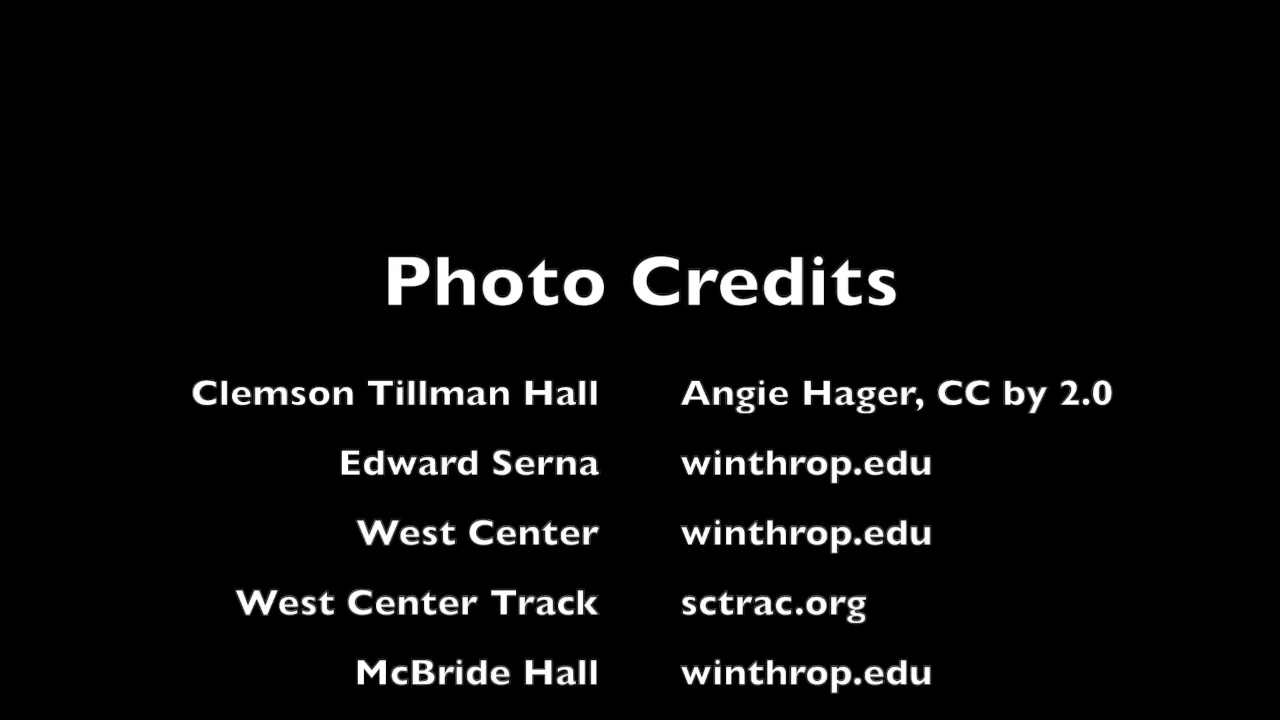 Photo Credits
Clemson Tillman Hall Angie Hager, CC by 2.0
Edward Serna winthrop.edu
West Center winthrop.edu
West Center Track sctrac.org
McBride Hall winthrop.edu